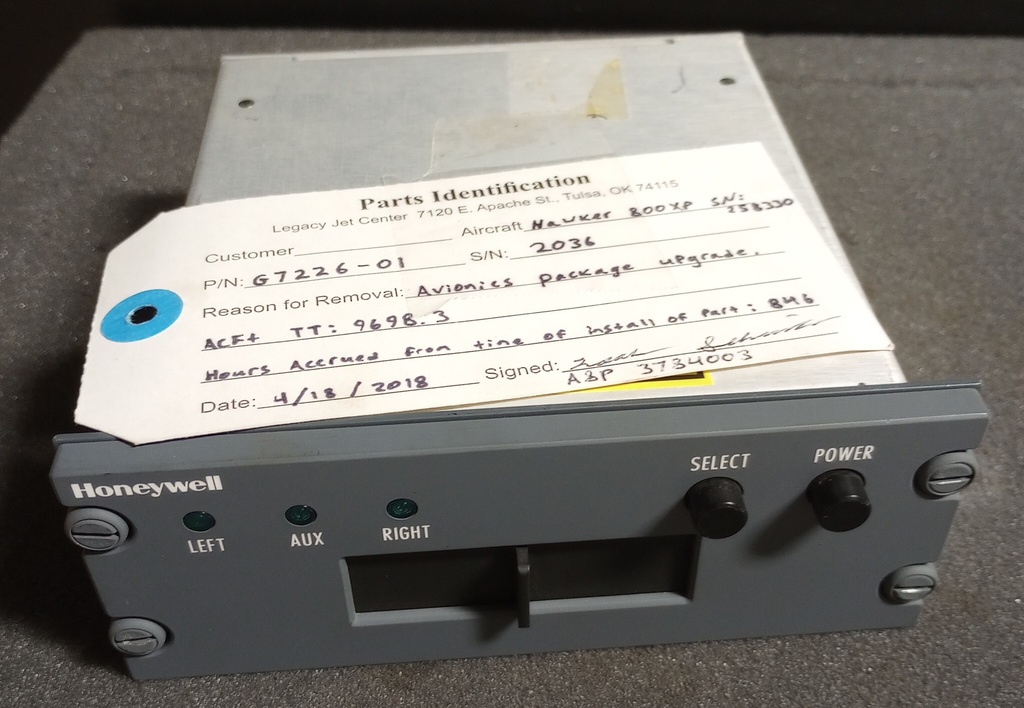 Parts Identification
Legacy Jet Center 7120 E. Apache St., Tulsa, OK 74115
Customer Aircraft Hawker 800XP SN: 258330
P/N: G7226-01 S/N: 2036
Reason for Removal: Avionics package upgrade.
ACFt TT: 9698.3
Hours Accrued from time of install of Part: 846
Date: 4/18/2018 Signed:
A&P 3734003
Honeywell
LEFT AUX RIGHT SELECT POWER